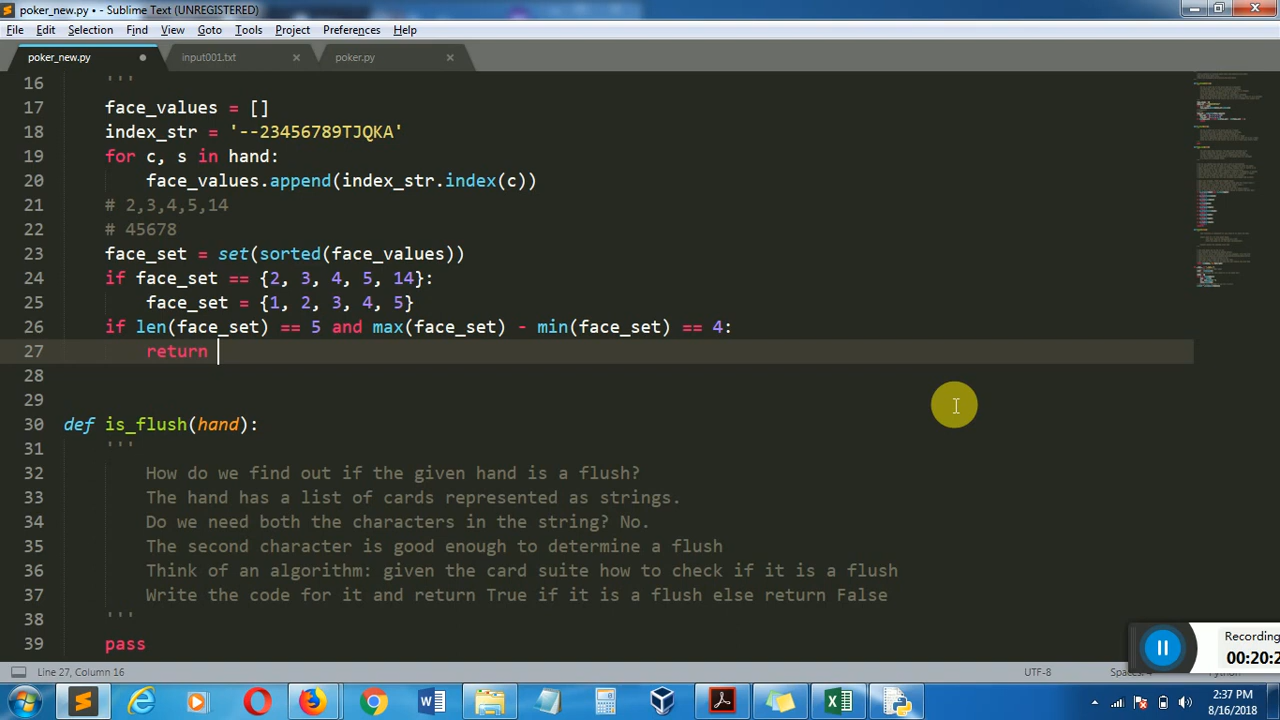 poker_new.py • - Sublime Text (UNREGISTERED)
File Edit Selection Find View Goto Tools Project Preferences Help
poker_new.py input001.txt poker.py
16 '''
17 face_values = []
18 index_str = '--23456789TJQKA'
19 for c, s in hand:
20 face_values.append(index_str.index(c))
21 # 2,3,4,5,14
22 # 45678
23 face_set = set(sorted(face_values))
24 if face_set == {2, 3, 4, 5, 14}:
25 face_set = {1, 2, 3, 4, 5}
26 if len(face_set) == 5 and max(face_set) - min(face_set) == 4:
27 return
28
29
30 def is_flush(hand):
31 '''
32 How do we find out if the given hand is a flush?
33 The hand has a list of cards represented as strings.
34 Do we need both the characters in the string? No.
35 The second character is good enough to determine a flush
36 Think of an algorithm: given the card suite how to check if it is a flush
37 Write the code for it and return True if it is a flush else return False
38 '''
39 pass
Recording
00:20:2
Line 27, Column 16 UTF-8
2:37 PM
8/16/2018